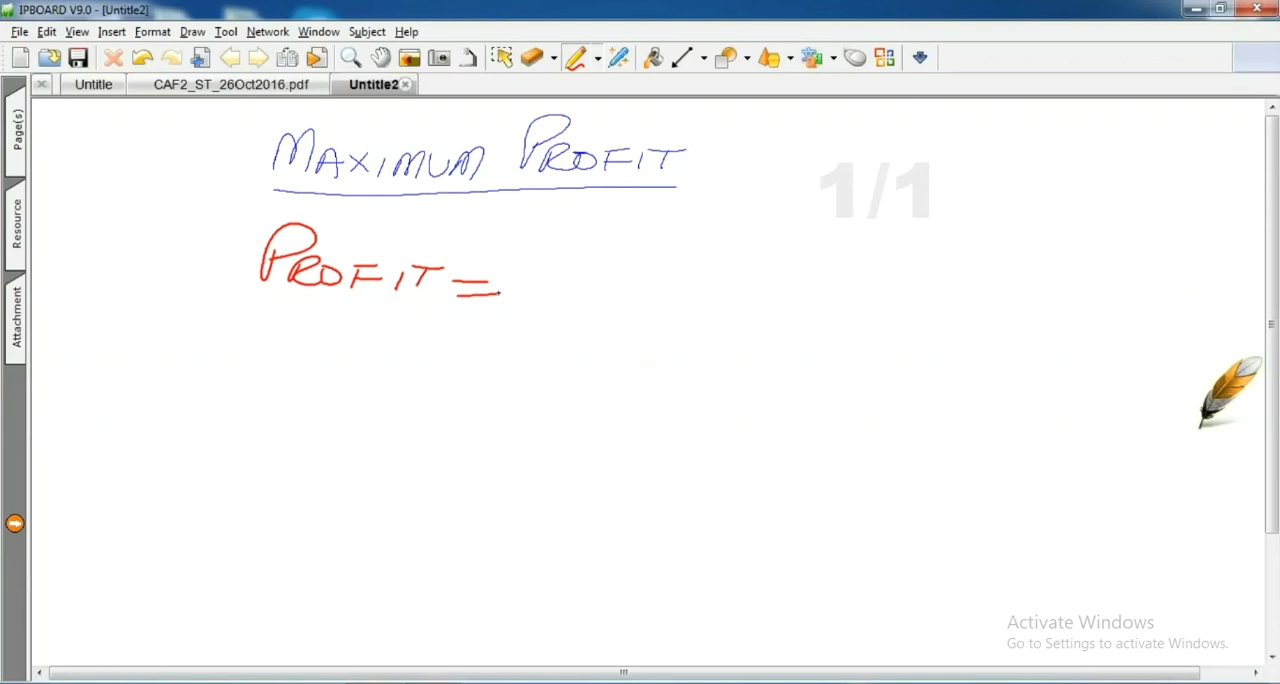 IPBOARD V9.0 - [Untitle2]
File Edit View Insert Format Draw Tool Network Window Subject Help
Untitle CAF2_ST_26Oct2016.pdf Untitle2
Page(s)
Resource
Attachment
MAXIMUM PROFIT
1/1
PROFIT =
Activate Windows
Go to Settings to activate Windows.